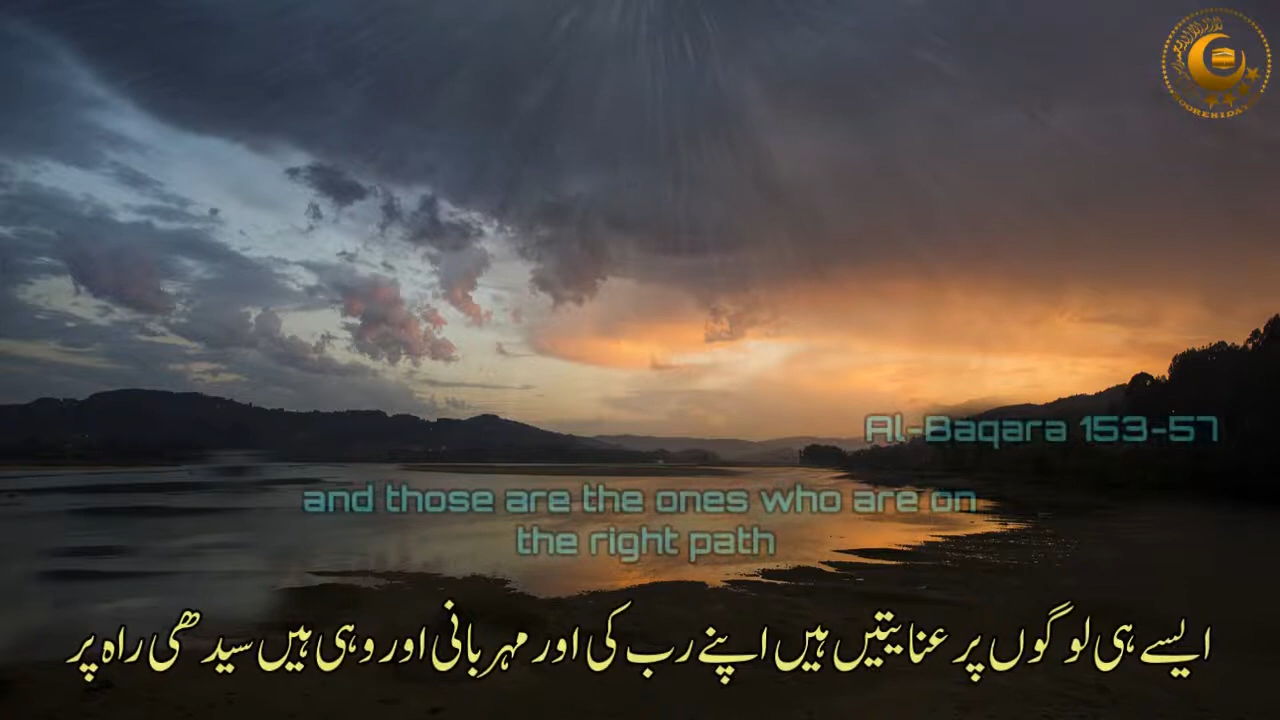 Al-Baqara 153-57
and those are the ones who are on
the right path
ایسے ہی لوگوں پر عنایتیں ہیں اپنے رب کی اور مہربانی اور وہی ہیں سیدھی راہ پر